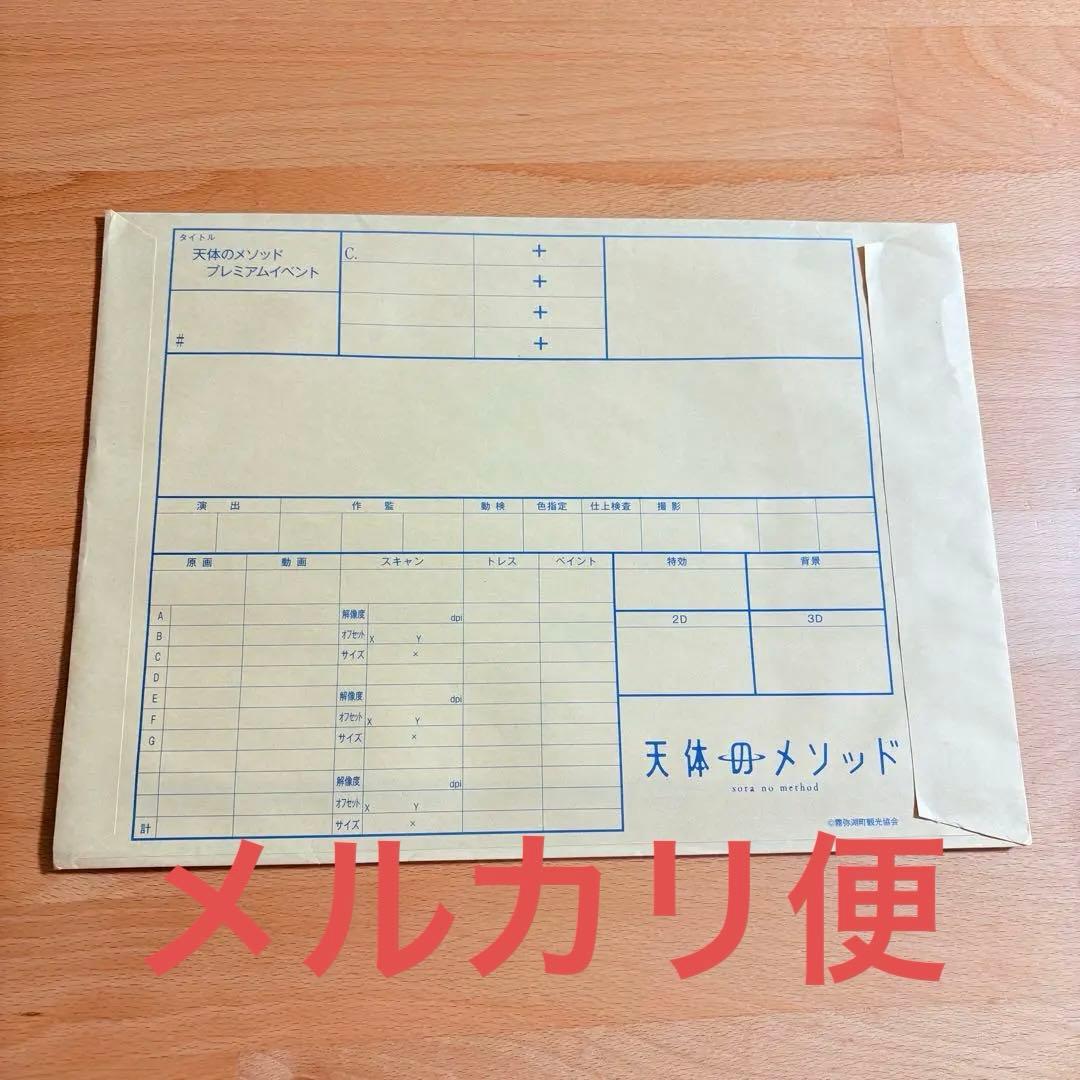 タイトル
天体のメソッド
プレミアムイベント
C.
+
+
+
+
#
演 出 作 監 動 検 色指定 仕上検査 撮 影
原 画 動 画 スキャン トレス ペイント 特効 背景
A 解像度 dpi
B オフセット X Y
C サイズ ×
D
E 解像度 dpi
F オフセット X Y
G サイズ ×
解像度 dpi
オフセット X Y
計 サイズ ×
2D 3D
天体のメソッド
sora no method
©霧弥湖町観光協会
メルカリ便